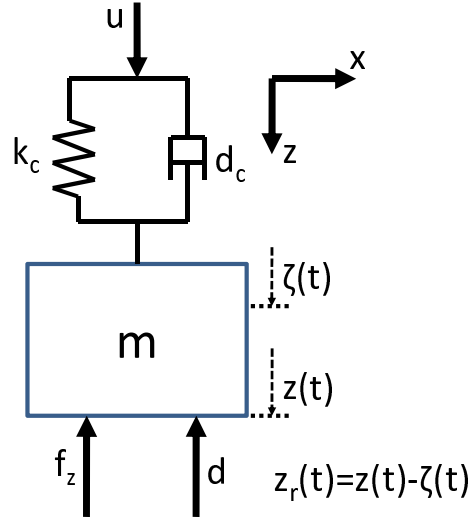 u
x
k_c
d_c
z
ζ(t)
m
z(t)
f_z
d
z_r(t)=z(t)-ζ(t)